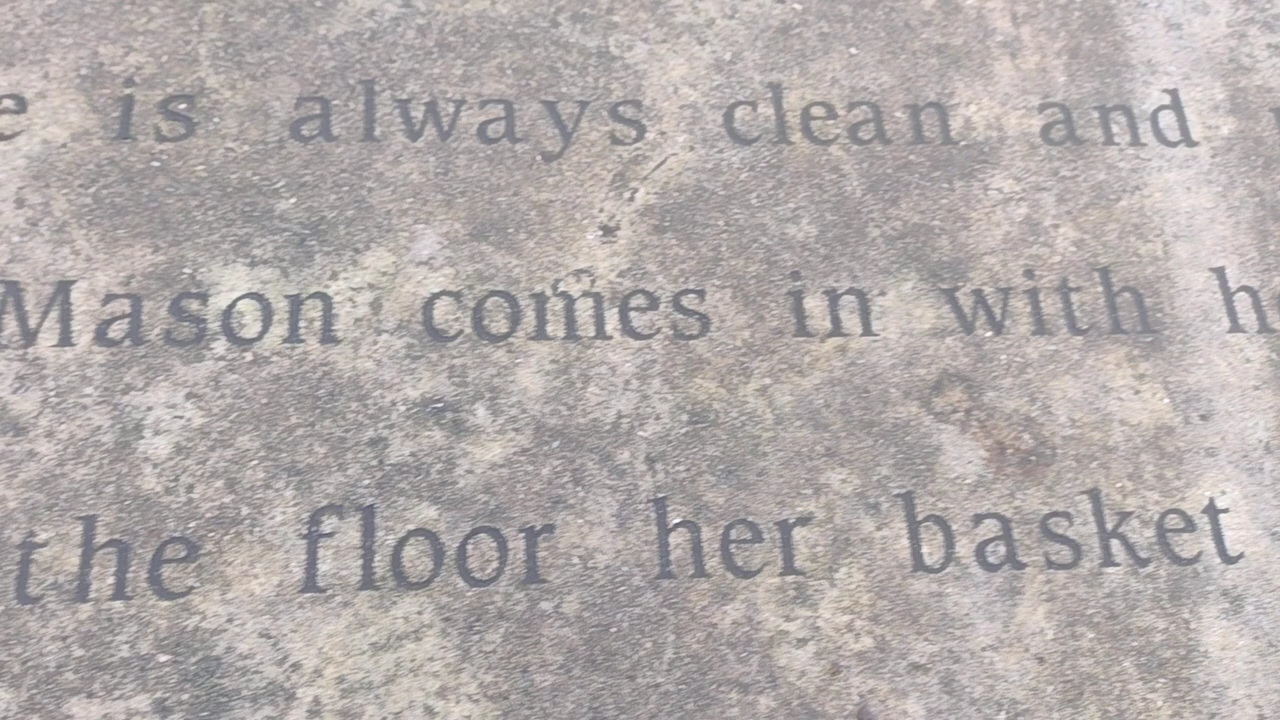 e is always clean and
Mason comes in with h
the floor her basket